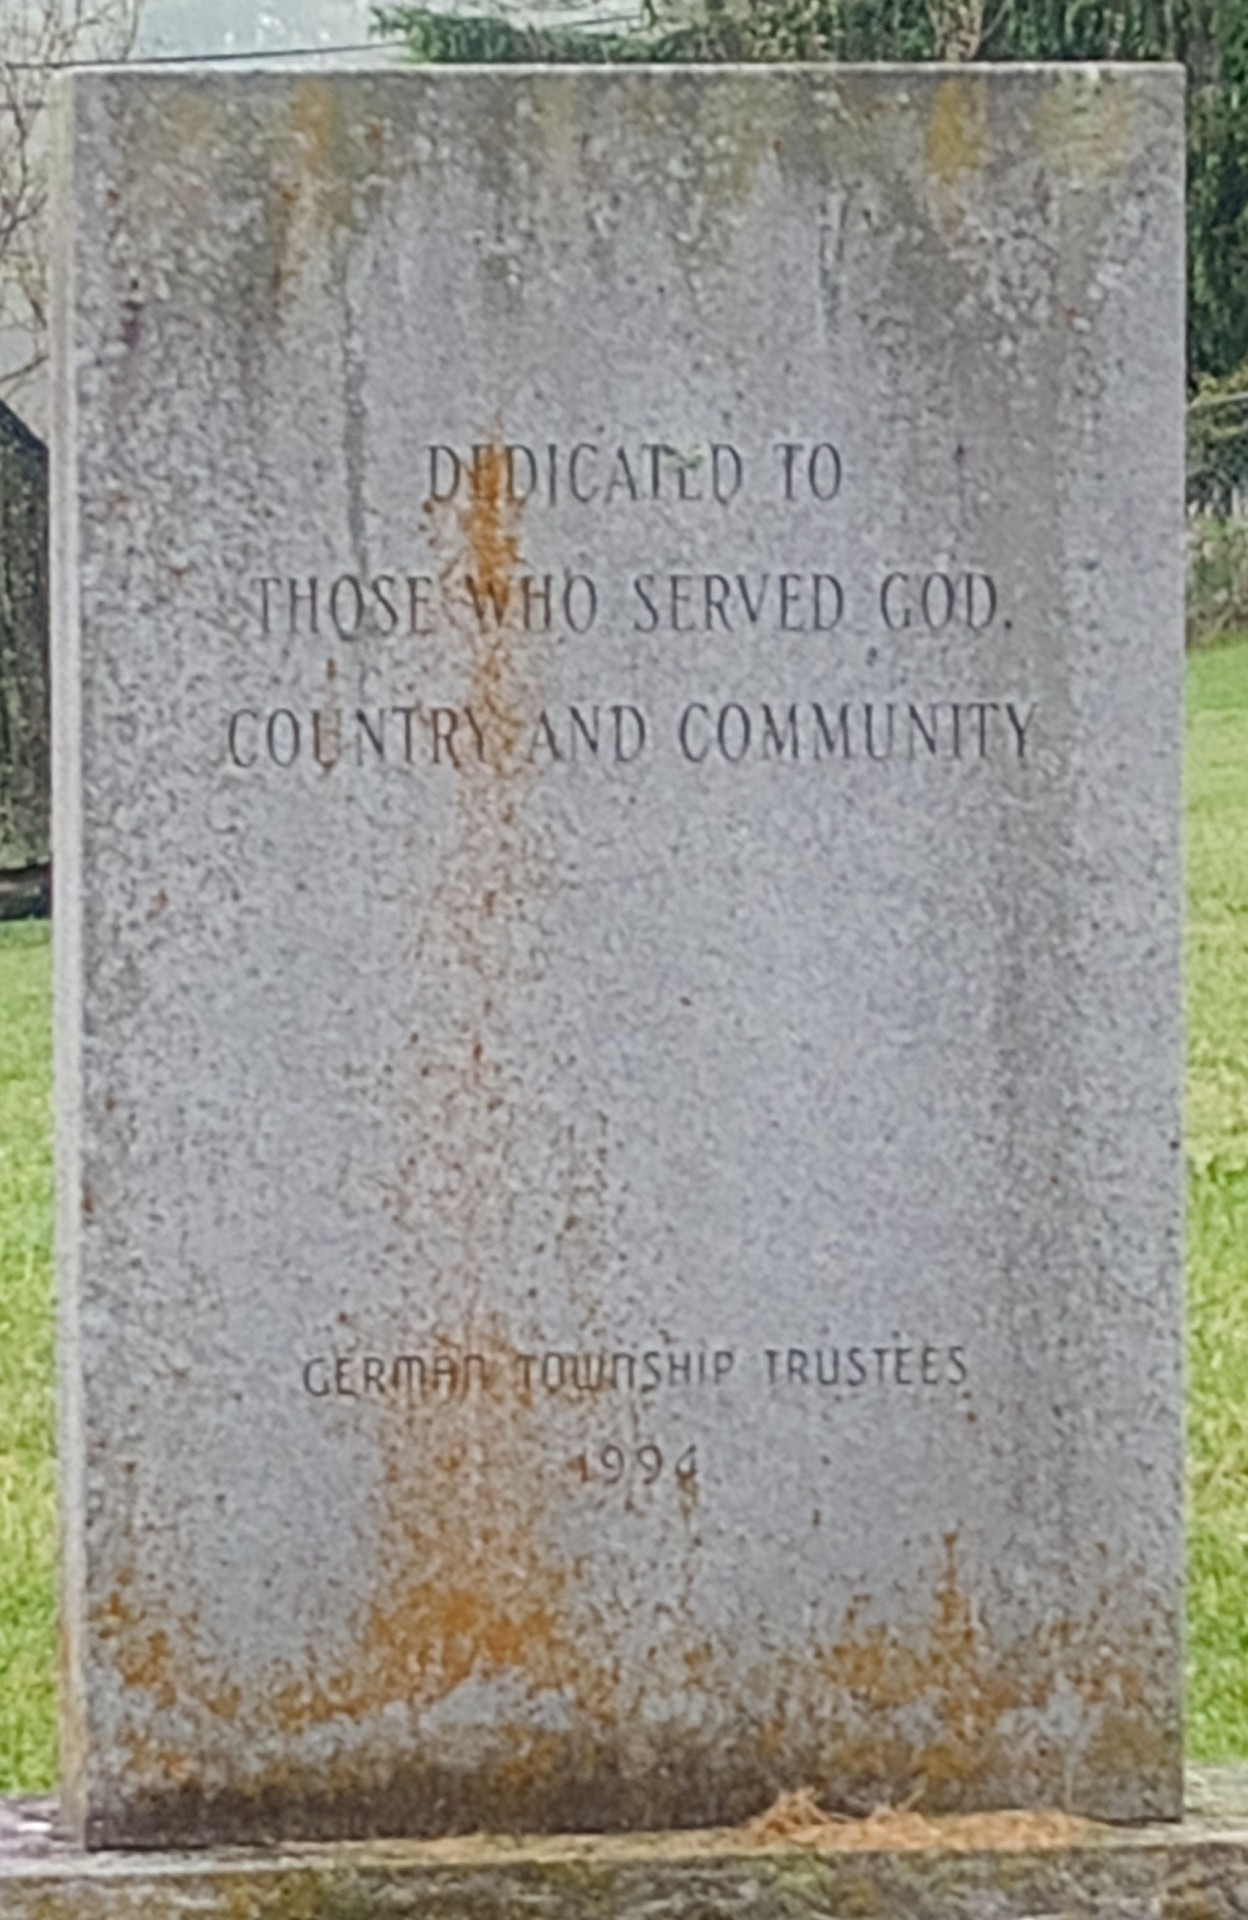 DEDICATED TO
THOSE WHO SERVED GOD,
COUNTRY AND COMMUNITY
GERMAN TOWNSHIP TRUSTEES
1994